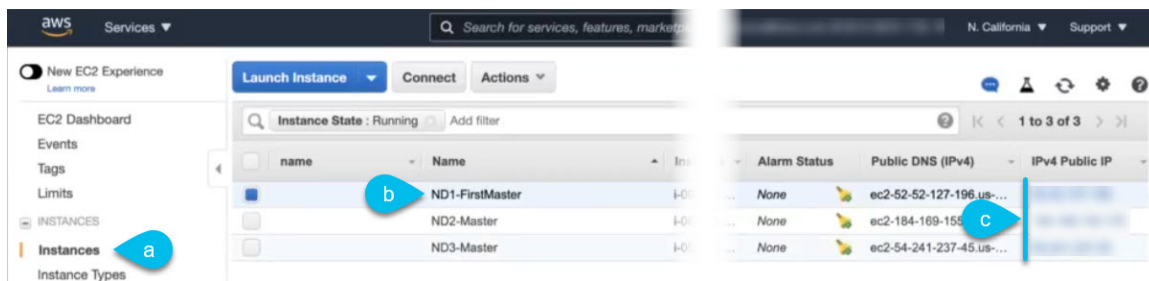 aws Services ▼ Search for services, features, N. California ▼ Support ▼
New EC2 Experience
Learn more
Launch Instance Connect Actions
EC2 Dashboard
Events
Tags
Limits
INSTANCES
Instances
Instance Types
Instance State : Running Add filter 1 to 3 of 3
name Name Alarm Status Public DNS (IPv4) IPv4 Public IP
ND1-FirstMaster None ec2-52-52-127-196.us-...
ND2-Master None ec2-184-169-155
ND3-Master None ec2-54-241-237-45.us-...
a
b
c